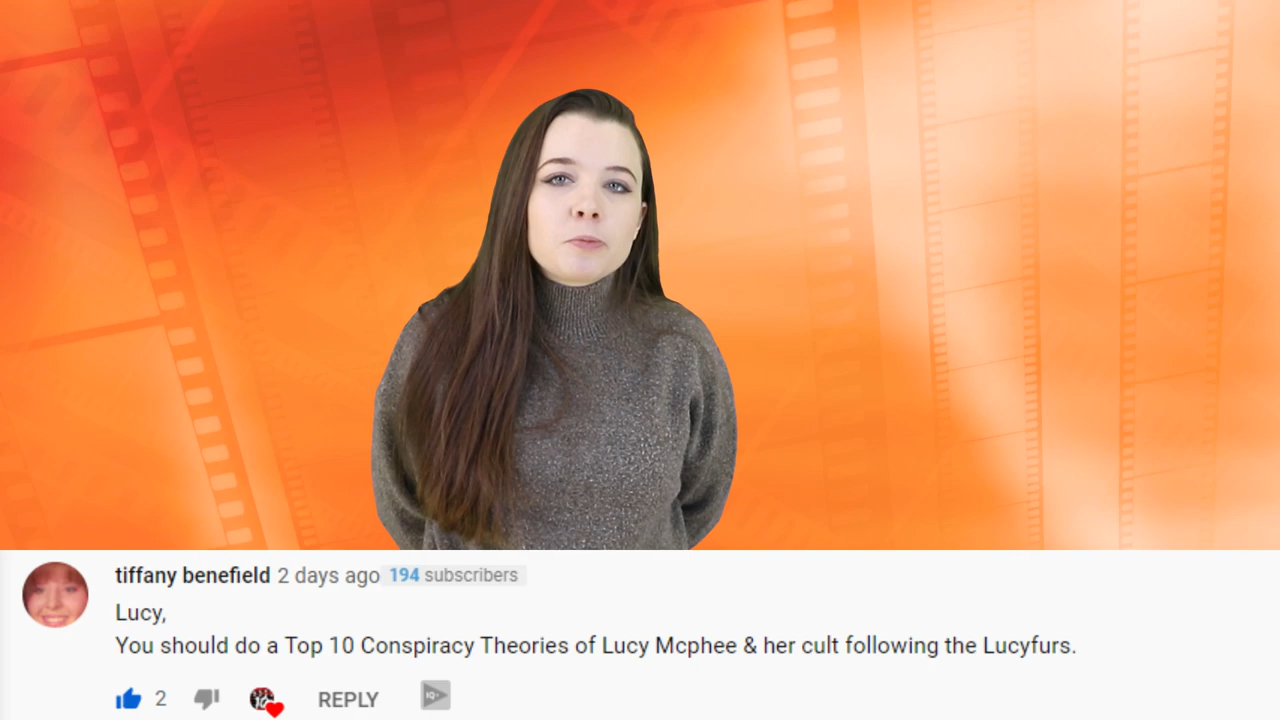 tiffany benefield 2 days ago 194 subscribers
Lucy,
You should do a Top 10 Conspiracy Theories of Lucy Mcphee & her cult following the Lucyfurs.
2 REPLY